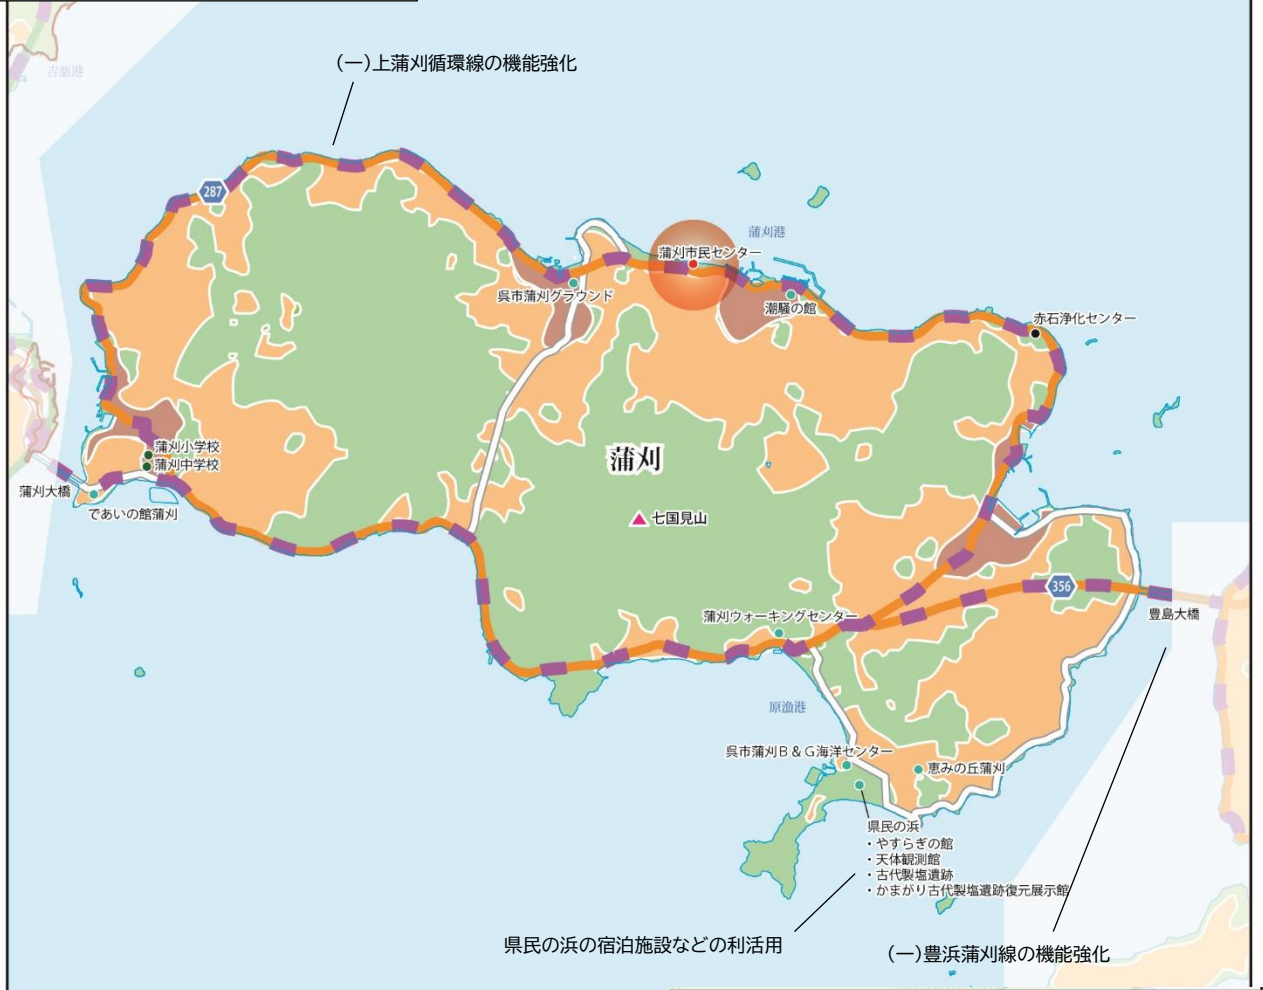 吉恩港
(一)上蒲刈循環線の機能強化
287
蒲刈港
蒲刈市民センター
呉市蒲刈グラウンド
潮騒の館
赤石浄化センター
蒲刈小学校
蒲刈中学校
蒲刈
蒲刈大橋
であいの館蒲刈
七国見山
356
蒲刈ウォーキングセンター
豊島大橋
原漁港
呉市蒲刈B&G海洋センター
恵みの丘蒲刈
県民の浜
・やすらぎの館
・天体観測館
・古代製塩遺跡
・かまがり古代製塩遺跡復元展示館
県民の浜の宿泊施設などの利活用
(一)豊浜蒲刈線の機能強化